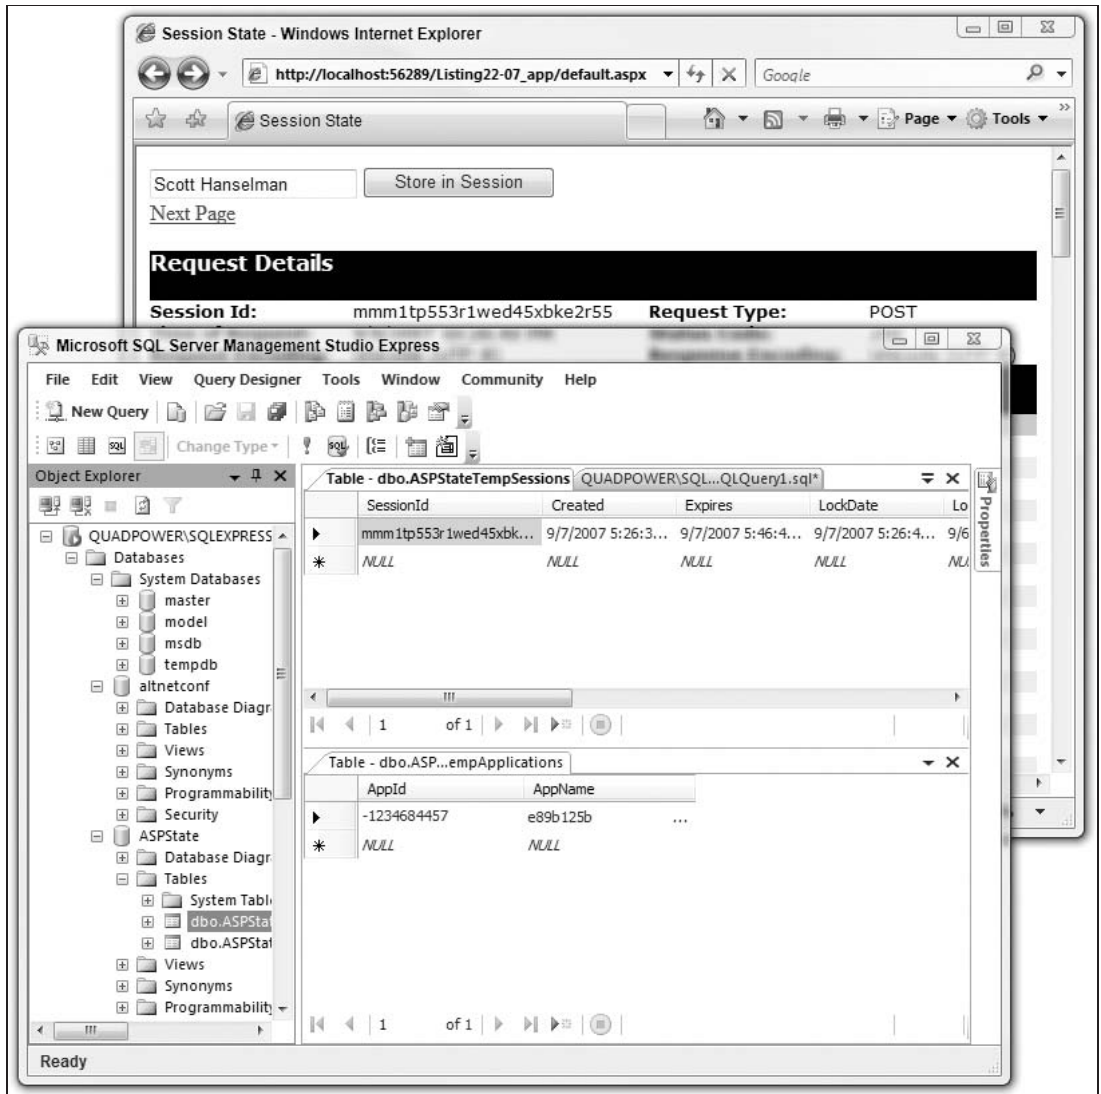 Session State - Windows Internet Explorer
http://localhost:56289/Listing22-07_app/default.aspx
Google
Session State
Page
Tools
Scott Hanselman
Store in Session
Next Page
Request Details
Session Id: mmm1tp553r1wed45xbke2r55 Request Type: POST
Microsoft SQL Server Management Studio Express
File Edit View Query Designer Tools Window Community Help
New Query
SQL Change Type
Object Explorer
QUADPOWER\SQLEXPRESS
Databases
System Databases
master
model
msdb
tempdb
altnetconf
Database Diagr
Tables
Views
Synonyms
Programmability
Security
ASPState
Database Diagr
Tables
System Tabl
dbo.ASPStat
dbo.ASPStat
Views
Synonyms
Programmability
Table - dbo.ASPStateTempSessions QUADPOWER\SQL...QLQuery1.sql*
SessionId Created Expires LockDate Lo
mmm1tp553r1wed45xbk... 9/7/2007 5:26:3... 9/7/2007 5:46:4... 9/7/2007 5:26:4... 9/6
NULL NULL NULL NULL NU
1 of 1
Table - dbo.ASP...empApplications
AppId AppName
-1234684457 e89b125b ...
NULL NULL
1 of 1
Properties
Ready